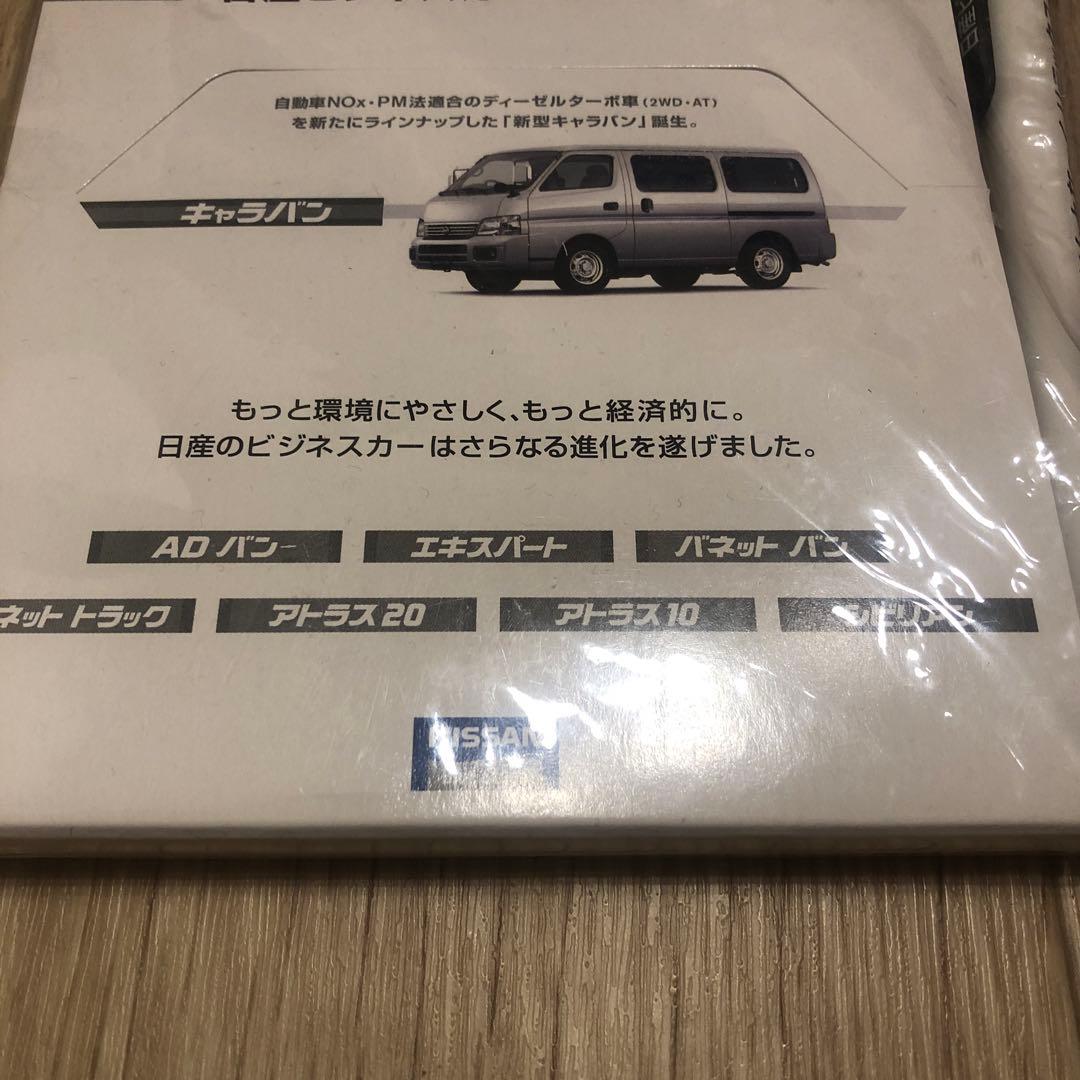 自動車NOx・PM法適合のディーゼルターボ車(2WD・AT)
を新たにラインナップした「新型キャラバン」誕生。
キャラバン
もっと環境にやさしく、もっと経済的に。
日産のビジネスカーはさらなる進化を遂げました。
AD バン エキスパート バネット バン
ネット トラック アトラス20 アトラス10 シビリアン
NISSAN